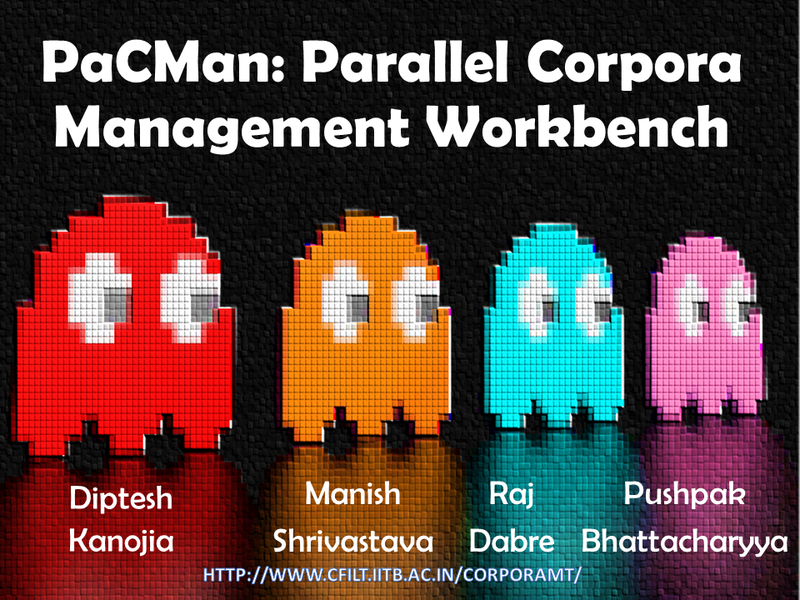 PaCMan: Parallel Corpora
Management Workbench
Diptesh
Kanojia
Manish
Shrivastava
Raj
Dabre
Pushpak
Bhattacharyya
HTTP://WWW.CFILT.IITB.AC.IN/CORPORAMT/